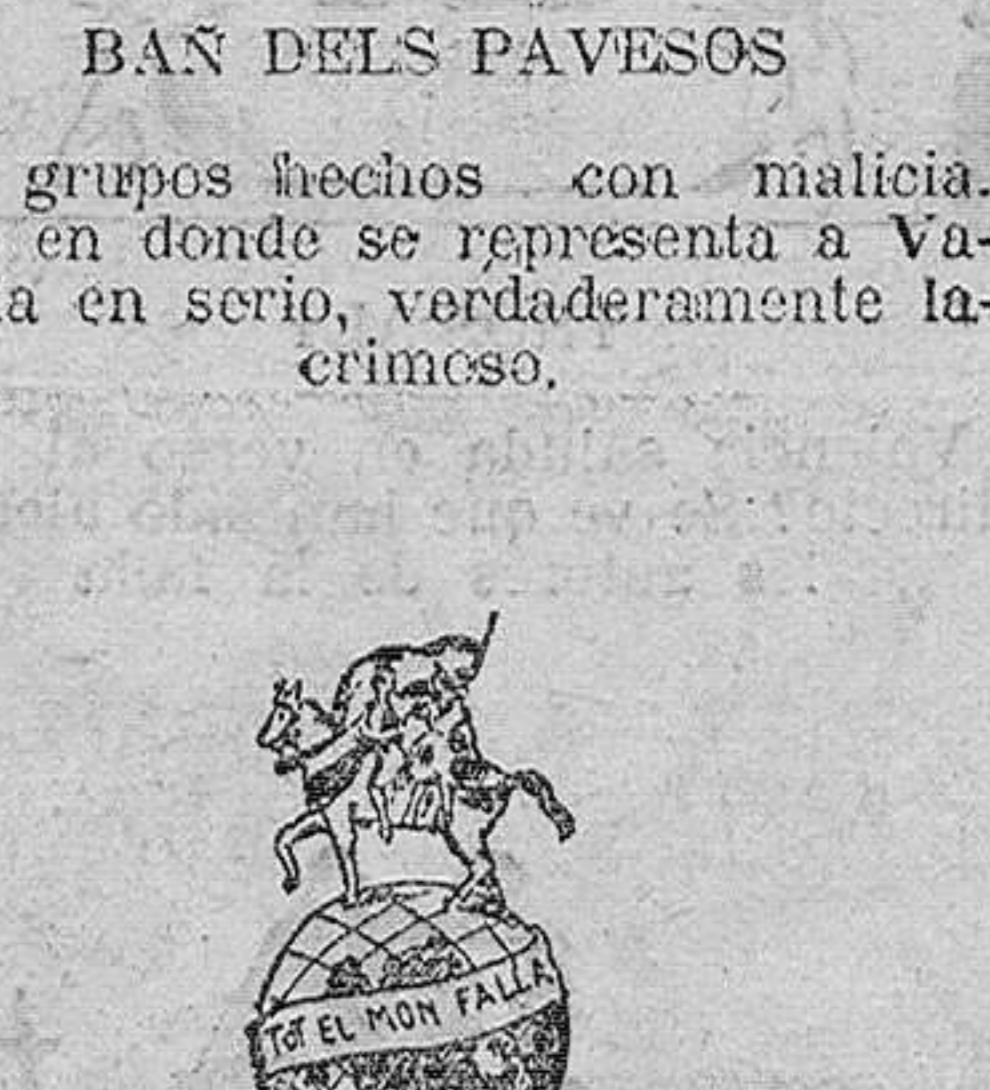 BAÑ DELS PAVESOS
grupos hechos con malicia.
en donde se representa a Va-
a en serio, verdaderamente la-
crimoso.
TOT EL MON FALLA